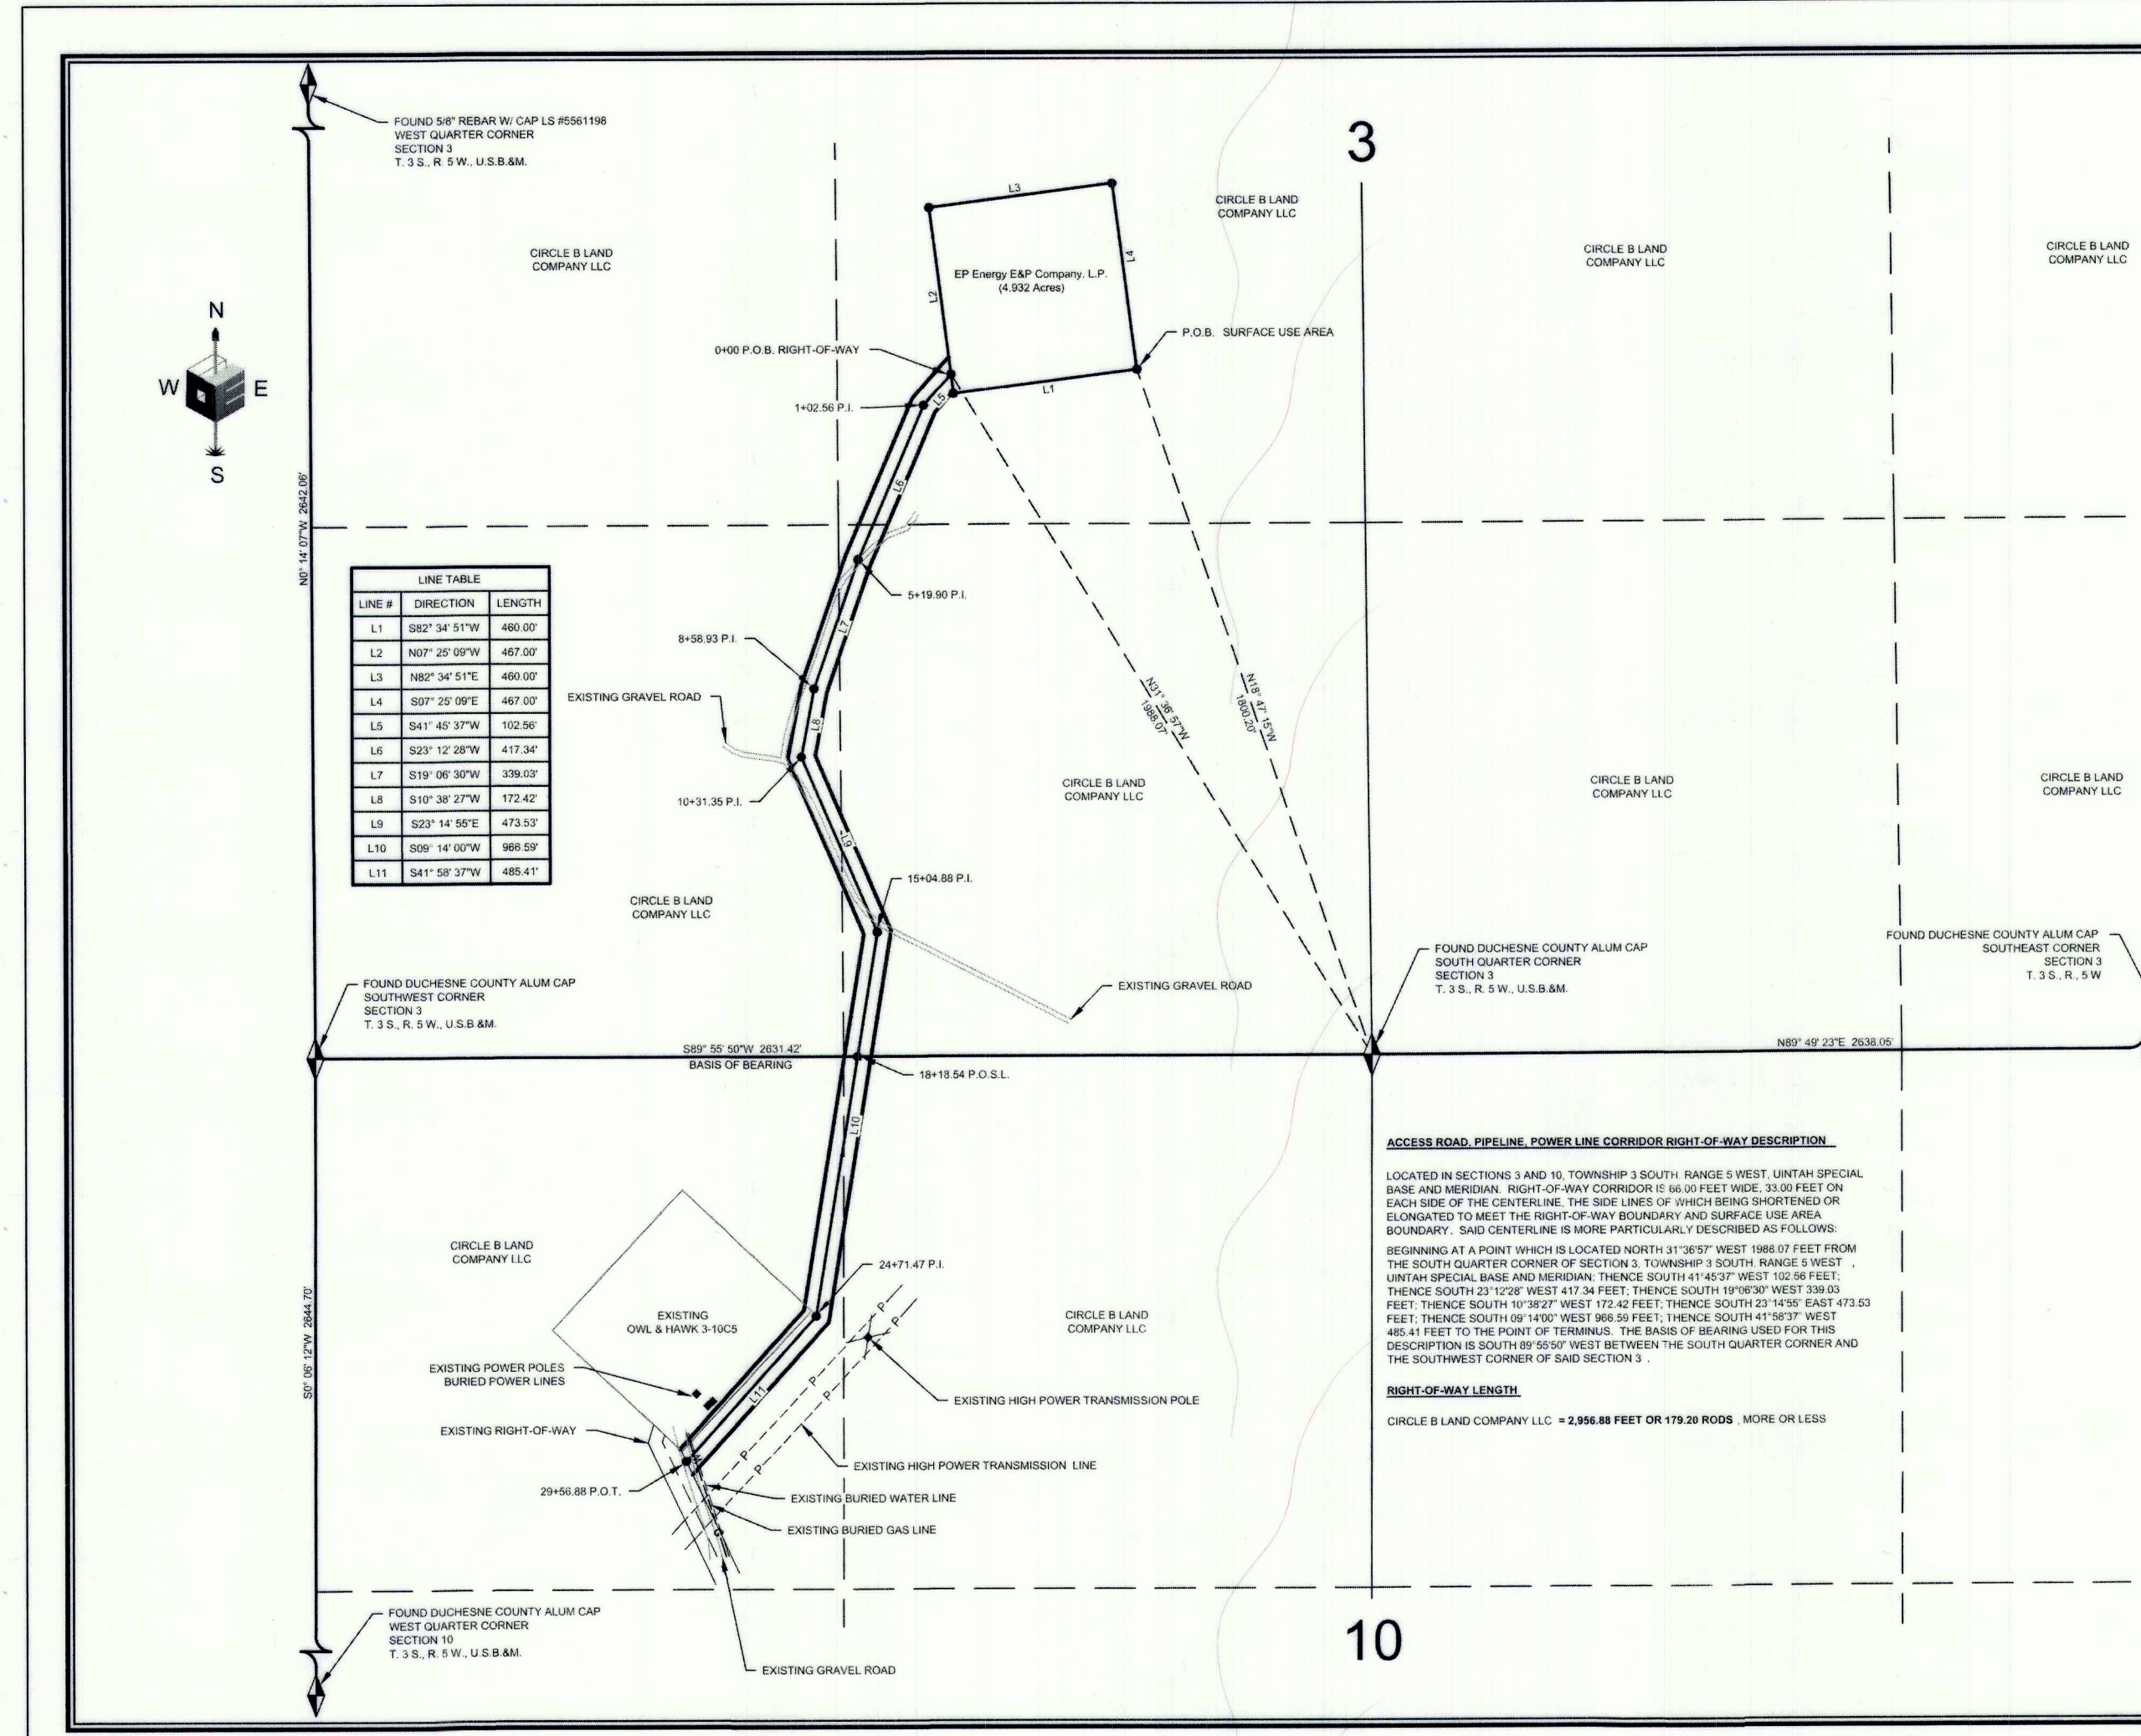 FOUND 5/8" REBAR W/ CAP LS #5561198
WEST QUARTER CORNER
SECTION 3
T. 3 S., R. 5 W., U.S.B.&M.
3
CIRCLE B LAND
COMPANY LLC
CIRCLE B LAND
COMPANY LLC
CIRCLE B LAND
COMPANY LLC
CIRCLE B LAND
COMPANY LLC
L3
L4
L2
L1
EP Energy E&P Company, L.P.
(4.932 Acres)
N
W
E
S
P.O.B. SURFACE USE AREA
0+00 P.O.B. RIGHT-OF-WAY
1+02.56 P.I.
L5
L6
N0° 14' 07"W 2642.06'
LINE TABLE
LINE # DIRECTION LENGTH
L1 S82° 34' 51"W 460.00'
L2 N07° 25' 09"W 467.00'
L3 N82° 34' 51"E 460.00'
L4 S07° 25' 09"E 467.00'
L5 S41° 45' 37"W 102.56'
L6 S23° 12' 28"W 417.34'
L7 S19° 06' 30"W 339.03'
L8 S10° 38' 27"W 172.42'
L9 S23° 14' 55"E 473.53'
L10 S09° 14' 00"W 966.59'
L11 S41° 58' 37"W 485.41'
5+19.90 P.I.
L7
8+58.93 P.I.
EXISTING GRAVEL ROAD
L8
10+31.35 P.I.
N31° 36' 57"W
1988.07'
N18° 47' 15"W
1800.20'
CIRCLE B LAND
COMPANY LLC
CIRCLE B LAND
COMPANY LLC
CIRCLE B LAND
COMPANY LLC
L9
15+04.88 P.I.
CIRCLE B LAND
COMPANY LLC
EXISTING GRAVEL ROAD
FOUND DUCHESNE COUNTY ALUM CAP
SOUTHWEST CORNER
SECTION 3
T. 3 S., R. 5 W., U.S.B.&M.
FOUND DUCHESNE COUNTY ALUM CAP
SOUTH QUARTER CORNER
SECTION 3
T. 3 S., R. 5 W., U.S.B.&M.
FOUND DUCHESNE COUNTY ALUM CAP
SOUTHEAST CORNER
SECTION 3
T. 3 S., R., 5 W
S89° 55' 50"W 2631.42'
BASIS OF BEARING
N89° 49' 23"E 2638.05'
18+18.54 P.O.S.L.
L10
ACCESS ROAD, PIPELINE, POWER LINE CORRIDOR RIGHT-OF-WAY DESCRIPTION
LOCATED IN SECTIONS 3 AND 10, TOWNSHIP 3 SOUTH, RANGE 5 WEST, UINTAH SPECIAL
BASE AND MERIDIAN. RIGHT-OF-WAY CORRIDOR IS 66.00 FEET WIDE, 33.00 FEET ON
EACH SIDE OF THE CENTERLINE, THE SIDE LINES OF WHICH BEING SHORTENED OR
ELONGATED TO MEET THE RIGHT-OF-WAY BOUNDARY AND SURFACE USE AREA
BOUNDARY. SAID CENTERLINE IS MORE PARTICULARLY DESCRIBED AS FOLLOWS:
BEGINNING AT A POINT WHICH IS LOCATED NORTH 31°36'57" WEST 1988.07 FEET FROM
THE SOUTH QUARTER CORNER OF SECTION 3, TOWNSHIP 3 SOUTH, RANGE 5 WEST ,
UINTAH SPECIAL BASE AND MERIDIAN; THENCE SOUTH 41°45'37" WEST 102.56 FEET;
THENCE SOUTH 23°12'28" WEST 417.34 FEET; THENCE SOUTH 19°06'30" WEST 339.03
FEET; THENCE SOUTH 10°38'27" WEST 172.42 FEET; THENCE SOUTH 23°14'55" EAST 473.53
FEET; THENCE SOUTH 09°14'00" WEST 966.59 FEET; THENCE SOUTH 41°58'37" WEST
485.41 FEET TO THE POINT OF TERMINUS. THE BASIS OF BEARING USED FOR THIS
DESCRIPTION IS SOUTH 89°55'50" WEST BETWEEN THE SOUTH QUARTER CORNER AND
THE SOUTHWEST CORNER OF SAID SECTION 3 .
RIGHT-OF-WAY LENGTH
CIRCLE B LAND COMPANY LLC = 2,956.88 FEET OR 179.20 RODS , MORE OR LESS
S0° 06' 12"W 2644.70'
CIRCLE B LAND
COMPANY LLC
24+71.47 P.I.
EXISTING
OWL & HAWK 3-10C5
CIRCLE B LAND
COMPANY LLC
P
P
EXISTING POWER POLES
BURIED POWER LINES
L11
P
P
EXISTING HIGH POWER TRANSMISSION POLE
EXISTING RIGHT-OF-WAY
P
P
W
EXISTING HIGH POWER TRANSMISSION LINE
29+56.88 P.O.T.
EXISTING BURIED WATER LINE
G
EXISTING BURIED GAS LINE
FOUND DUCHESNE COUNTY ALUM CAP
WEST QUARTER CORNER
SECTION 10
T. 3 S., R. 5 W., U.S.B.&M.
EXISTING GRAVEL ROAD
10